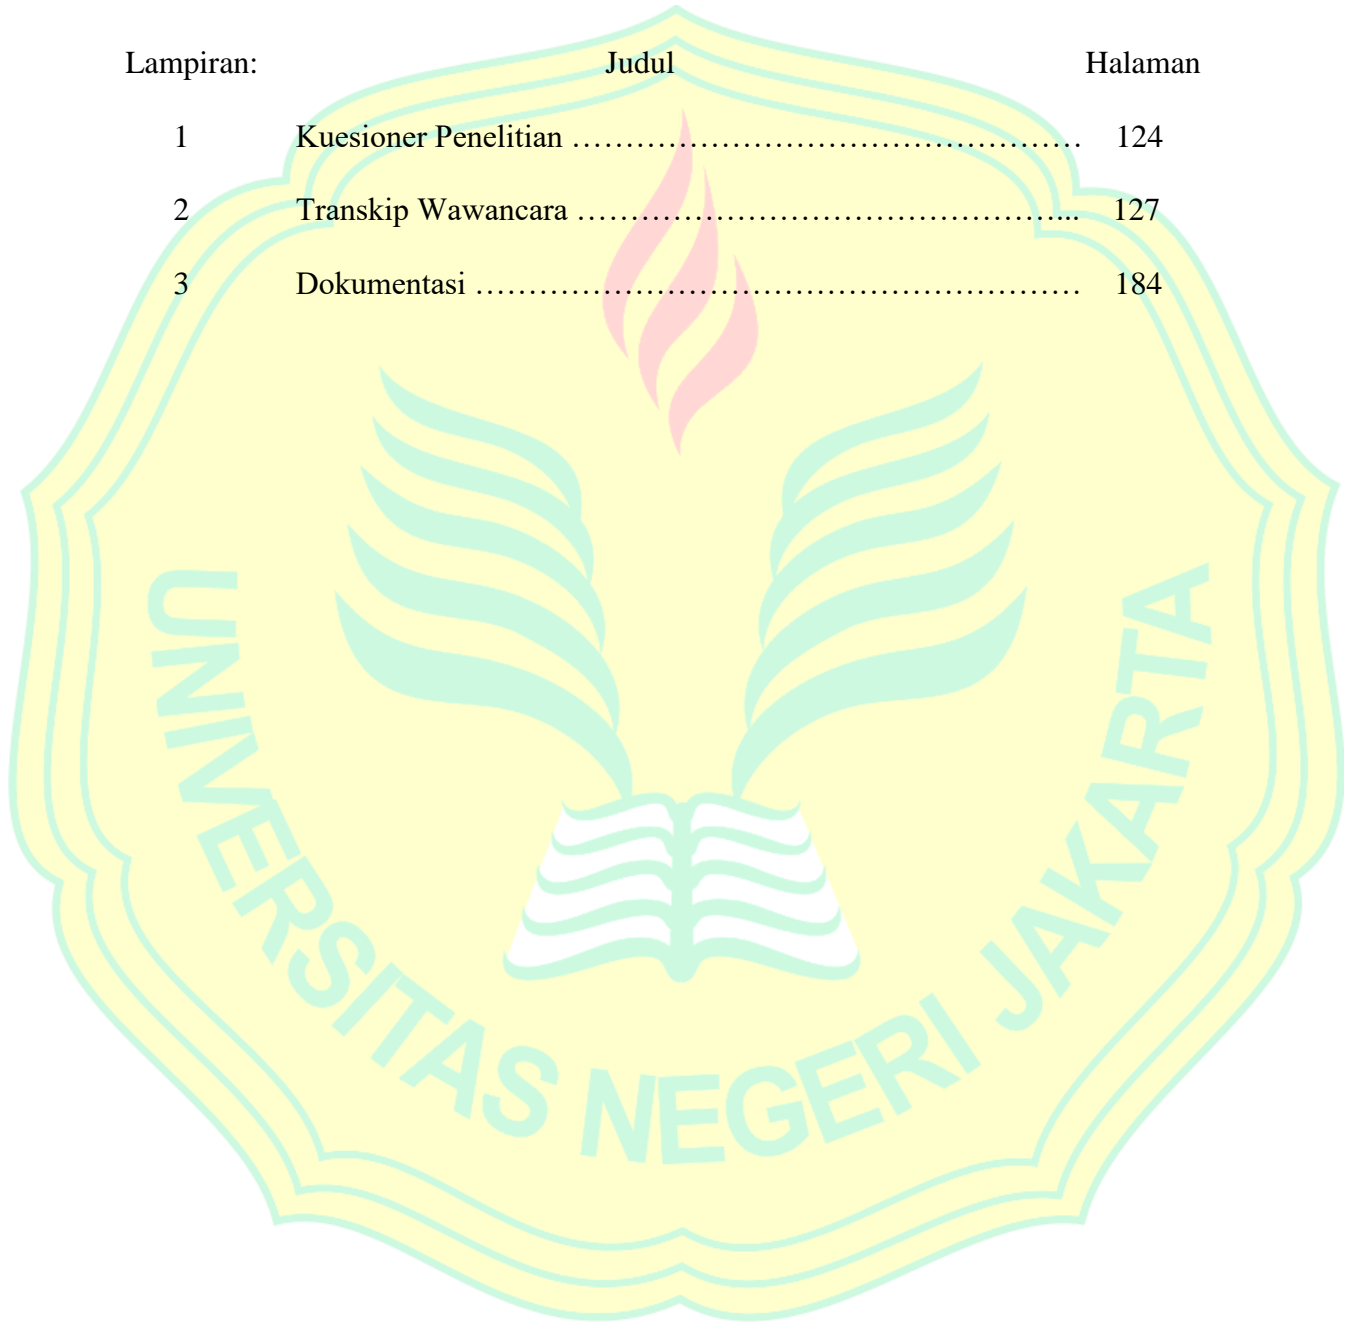 Lampiran: Judul Halaman
1 Kuesioner Penelitian ………………………………………… 124
2 Transkip Wawancara ………………………………………... 127
3 Dokumentasi ………………………………………………… 184
UNIVERSITAS NEGERI JAKARTA